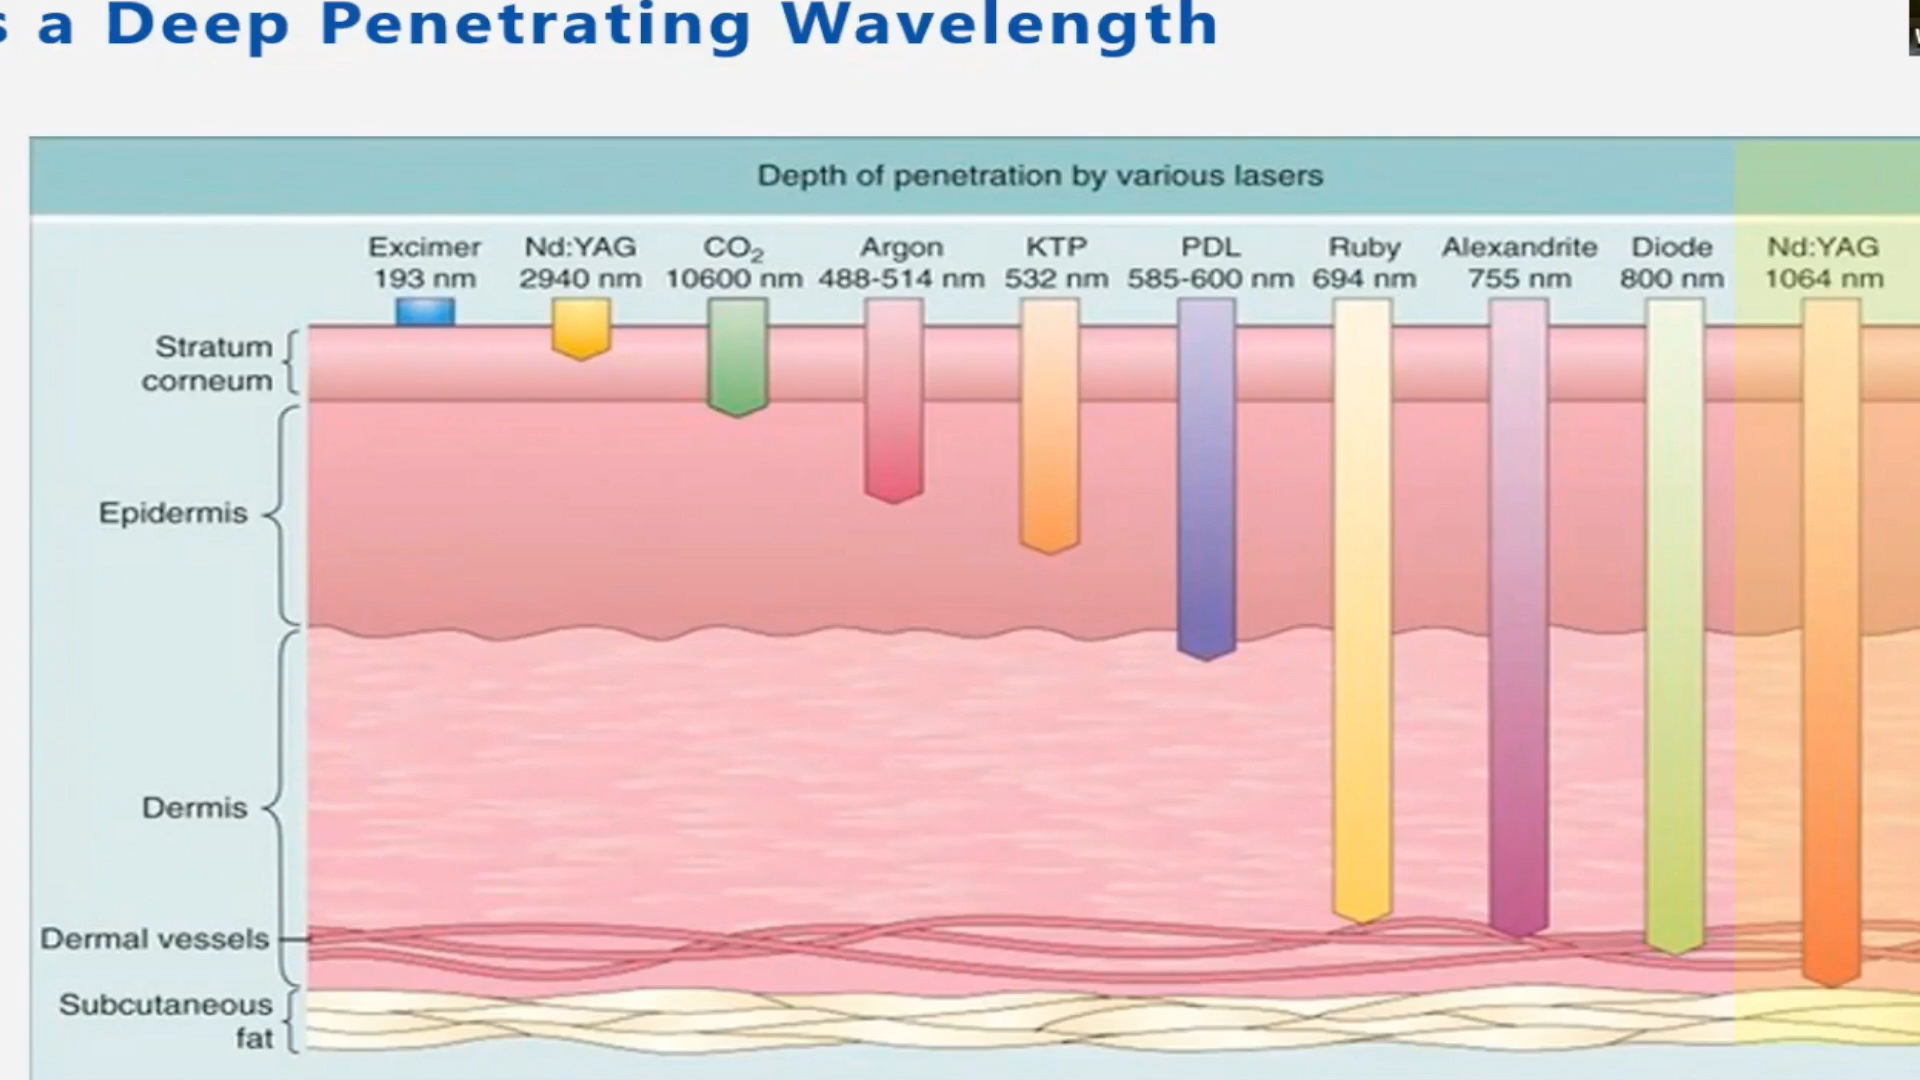 s a Deep Penetrating Wavelength
Depth of penetration by various lasers
Excimer
193 nm
Nd:YAG
2940 nm
CO₂
10600 nm
Argon
488-514 nm
KTP
532 nm
PDL
585-600 nm
Ruby
694 nm
Alexandrite
755 nm
Diode
800 nm
Nd:YAG
1064 nm
Stratum
corneum
Epidermis
Dermis
Dermal vessels
Subcutaneous
fat